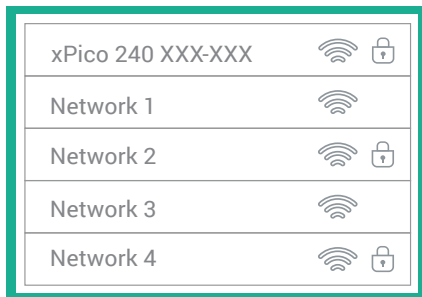 xPico 240 XXX-XXX
Network 1
Network 2
Network 3
Network 4